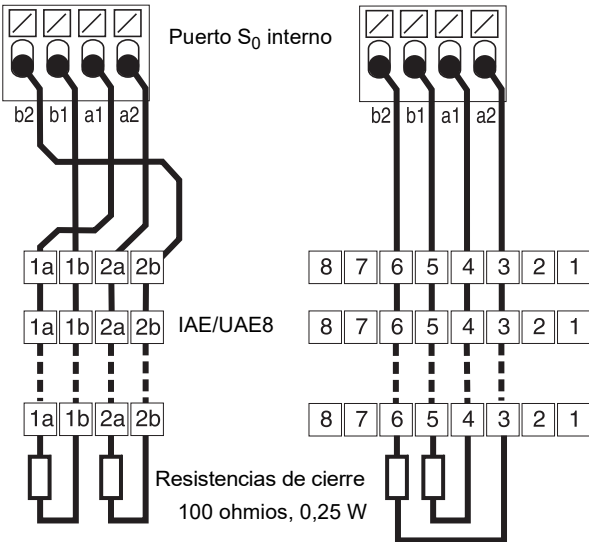 Puerto S0 interno
b2 b1 a1 a2
b2 b1 a1 a2
1a 1b 2a 2b
8 7 6 5 4 3 2 1
1a 1b 2a 2b
IAE/UAE8
8 7 6 5 4 3 2 1
1a 1b 2a 2b
8 7 6 5 4 3 2 1
Resistencias de cierre
100 ohmios, 0,25 W